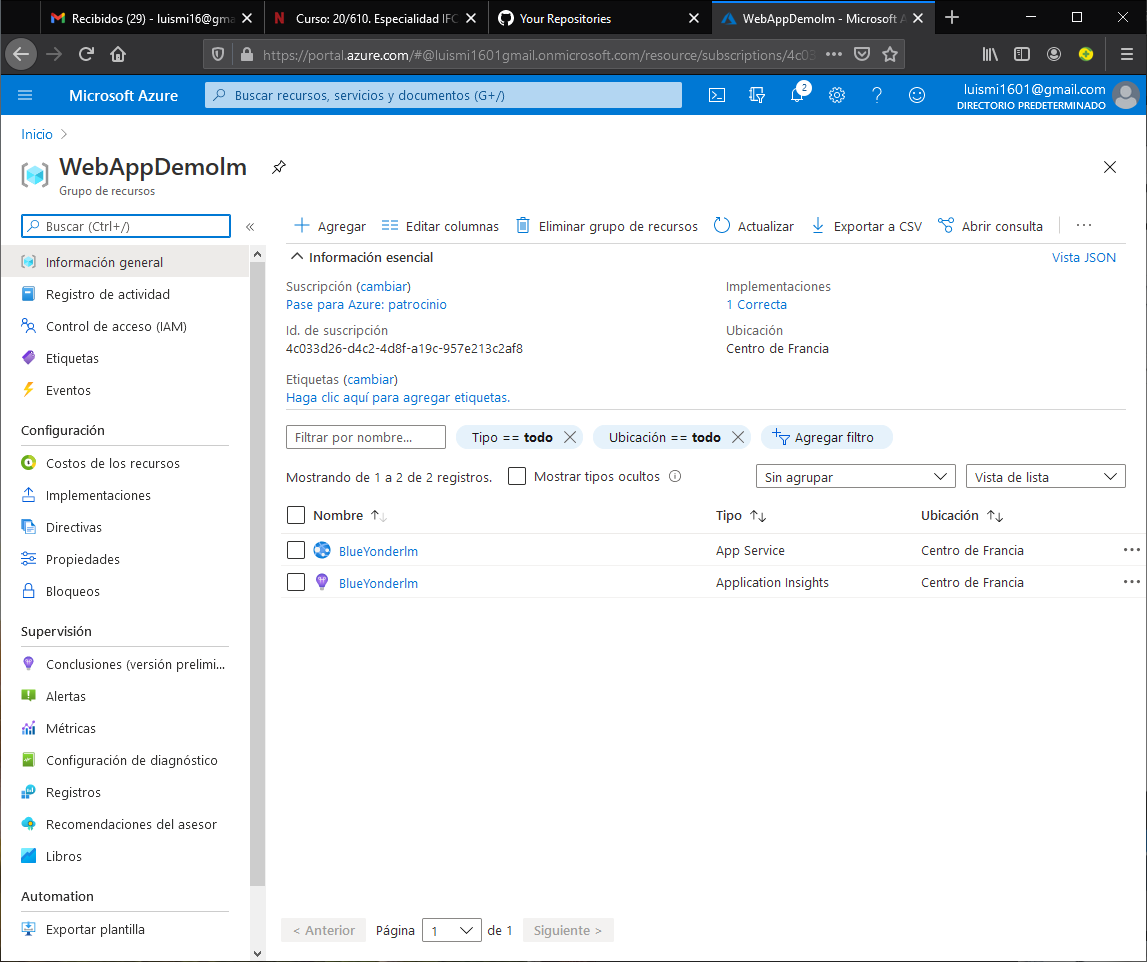 Recibidos (29) - luismi16@gma
Curso: 20/610. Especialidad IFC
Your Repositories
WebAppDemolm - Microsoft A
https://portal.azure.com/#@luismi1601gmail.onmicrosoft.com/resource/subscriptions/4c03
Microsoft Azure
Buscar recursos, servicios y documentos (G+/)
2
luismi1601@gmail.com
DIRECTORIO PREDETERMINADO
Inicio
WebAppDemolm
Grupo de recursos
Buscar (Ctrl+/)
Información general
Registro de actividad
Control de acceso (IAM)
Etiquetas
Eventos
Configuración
Costos de los recursos
Implementaciones
Directivas
Propiedades
Bloqueos
Supervisión
Conclusiones (versión prelimi...
Alertas
Métricas
Configuración de diagnóstico
Registros
Recomendaciones del asesor
Libros
Automation
Exportar plantilla
Agregar Editar columnas Eliminar grupo de recursos Actualizar Exportar a CSV Abrir consulta
Información esencial Vista JSON
Suscripción (cambiar)
Pase para Azure: patrocinio
Id. de suscripción
4c033d26-d4c2-4d8f-a19c-957e213c2af8
Etiquetas (cambiar)
Haga clic aquí para agregar etiquetas.
Implementaciones
1 Correcta
Ubicación
Centro de Francia
Filtrar por nombre... Tipo == todo Ubicación == todo Agregar filtro
Mostrando de 1 a 2 de 2 registros. Mostrar tipos ocultos Sin agrupar Vista de lista
Nombre Tipo Ubicación
BlueYonderlm App Service Centro de Francia
BlueYonderlm Application Insights Centro de Francia
< Anterior Página 1 de 1 Siguiente >